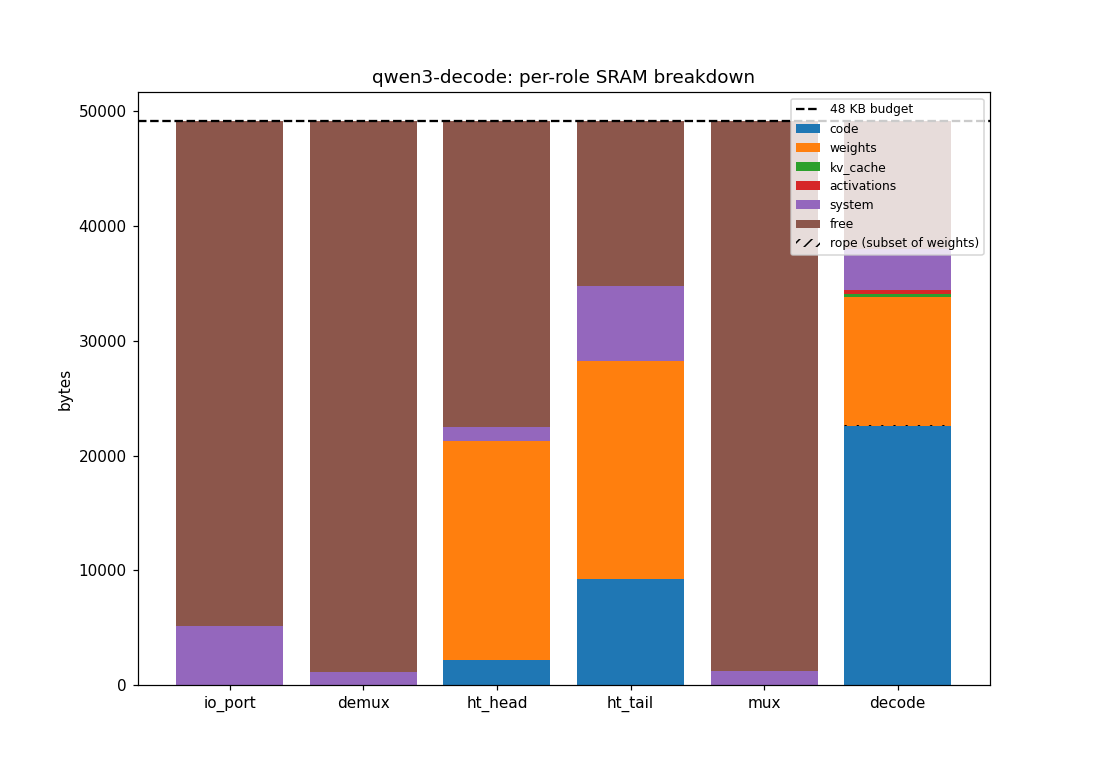 qwen3-decode: per-role SRAM breakdown
50000
40000
30000
20000
10000
0
bytes
48 KB budget
code
weights
kv_cache
activations
system
free
rope (subset of weights)
io_port
demux
ht_head
ht_tail
mux
decode